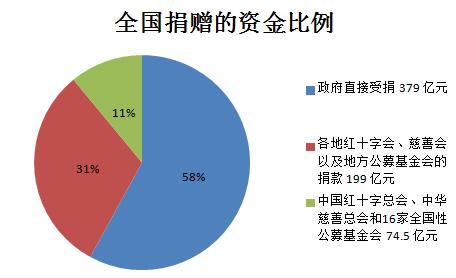 全国捐赠的资金比例
11%
31%
58%
政府直接受捐 379 亿元
各地红十字会、慈善会
以及地方公募基金会的
捐款 199 亿元
中国红十字总会、中华
慈善总会和16家全国性
公募基金会 74.5 亿元